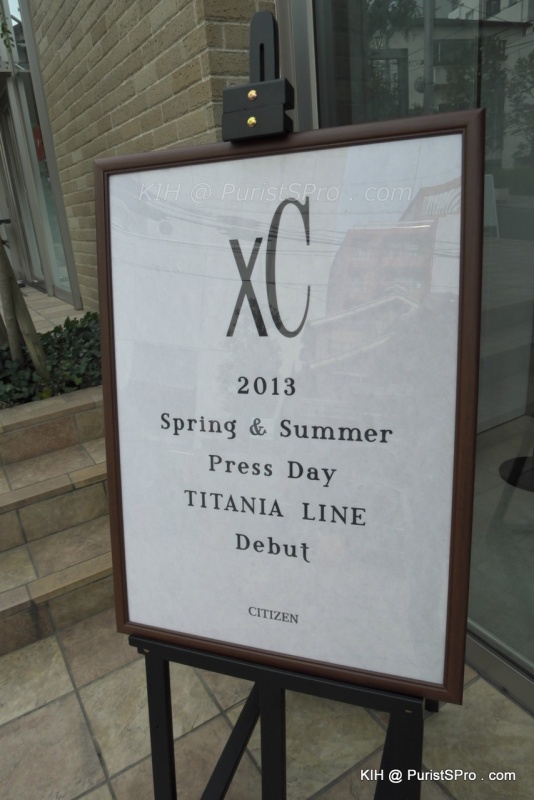 KIH @ PuristSPro . com
xC
2013
Spring & Summer
Press Day
TITANIA LINE
Debut
CITIZEN
KIH @ PuristSPro . com